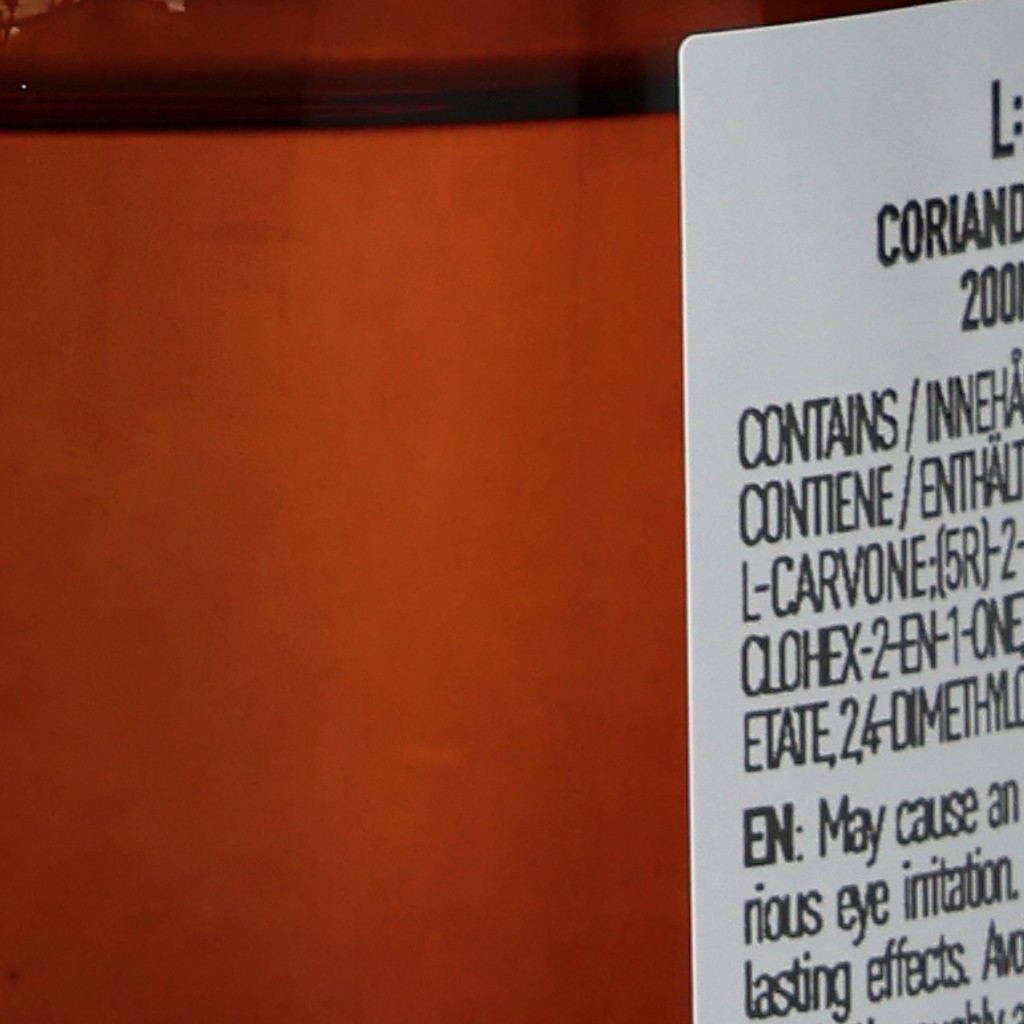 L:
CORIAND
200
CONTAINS / INNEHÅ
CONTIENE / ENTHÄLT
L-CARVONE;(5R)-2-
CLOHEX-2-EN-1-ONE,
ETATE, 2,4-DIMETHYLC
EN: May cause an
rious eye irritation.
lasting effects. Avo